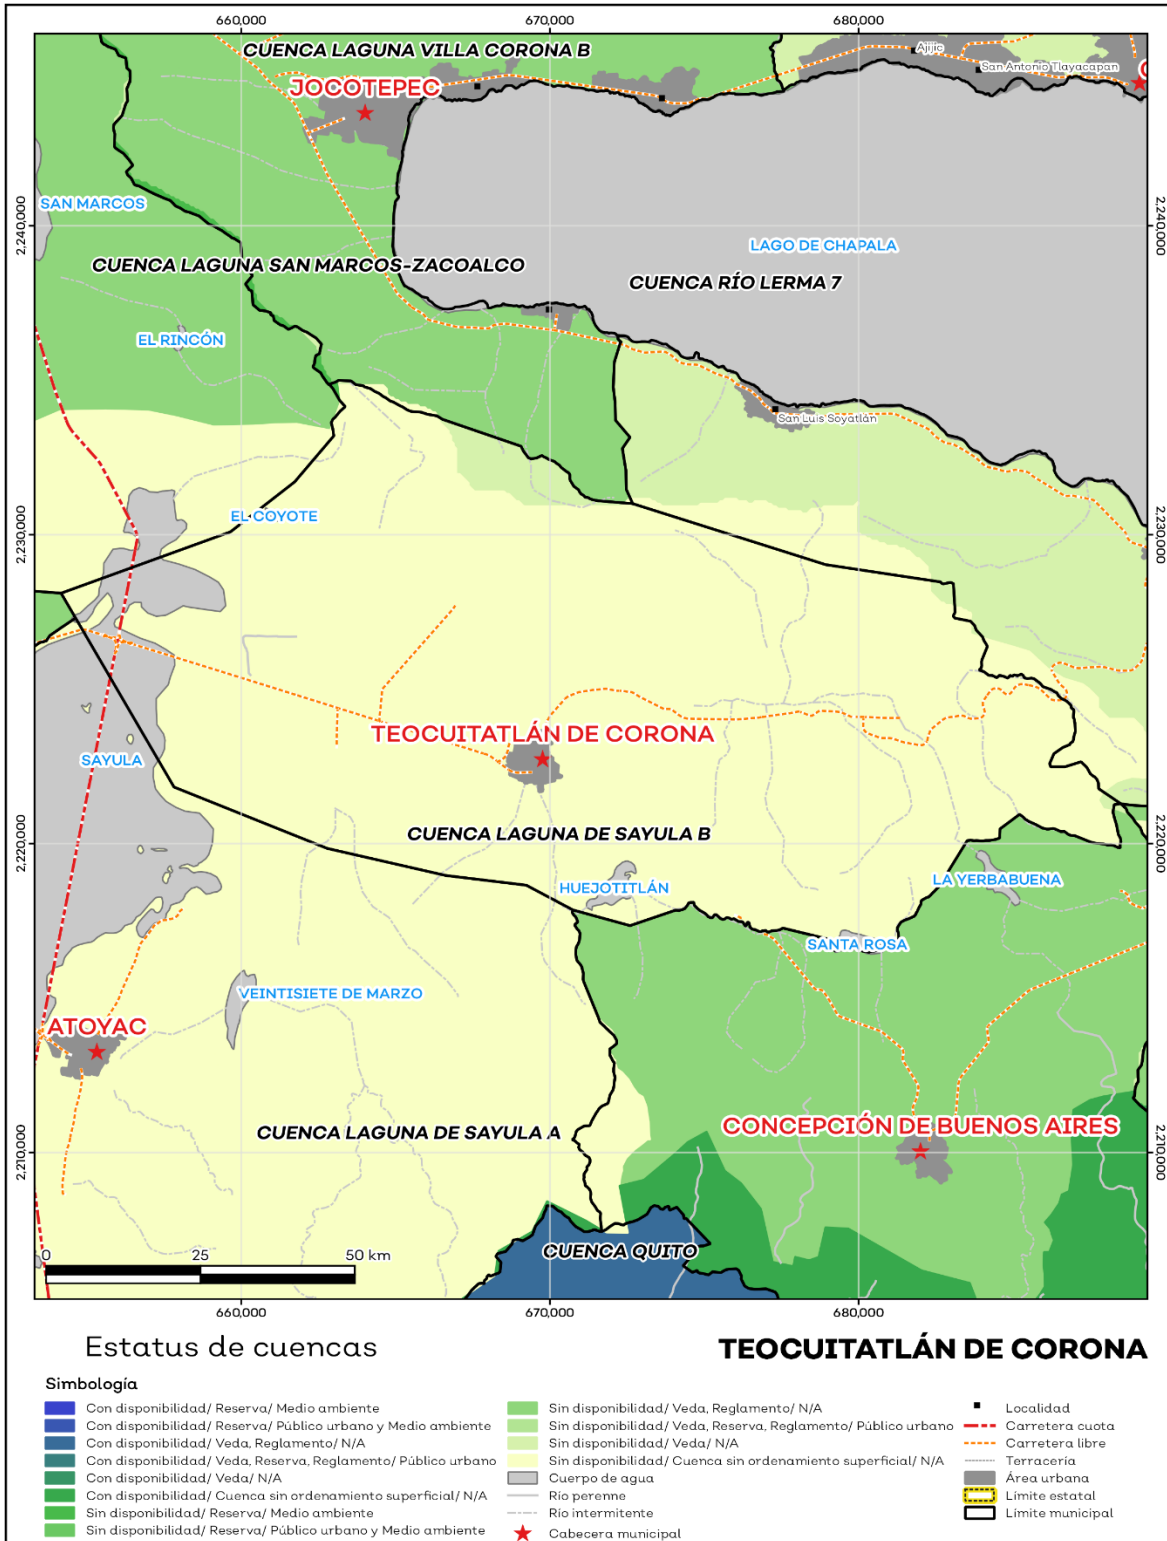 660,000 670,000 680,000
CUENCA LAGUNA VILLA CORONA B
Ajijic
San Antonio Tlayacapan
JOCOTEPEC
C
SAN MARCOS
2,240,000
2,240,000
LAGO DE CHAPALA
CUENCA LAGUNA SAN MARCOS-ZACOALCO
CUENCA RÍO LERMA 7
EL RINCÓN
San Luis Soyatlán
EL COYOTE
2,230,000
2,230,000
TEOCUITATLÁN DE CORONA
SAYULA
CUENCA LAGUNA DE SAYULA B
2,220,000
2,220,000
HUEJOTITLÁN
LA YERBABUENA
SANTA ROSA
VEINTISIETE DE MARZO
ATOYAC
CUENCA LAGUNA DE SAYULA A
CONCEPCIÓN DE BUENOS AIRES
2,210,000
2,210,000
CUENCA QUITO
0 25 50 km
660,000 670,000 680,000
Estatus de cuencas
TEOCUITATLÁN DE CORONA
Simbología
Con disponibilidad/ Reserva/ Medio ambiente
Con disponibilidad/ Reserva/ Público urbano y Medio ambiente
Con disponibilidad/ Veda, Reglamento/ N/A
Con disponibilidad/ Veda, Reserva, Reglamento/ Público urbano
Con disponibilidad/ Veda/ N/A
Con disponibilidad/ Cuenca sin ordenamiento superficial/ N/A
Sin disponibilidad/ Reserva/ Medio ambiente
Sin disponibilidad/ Reserva/ Público urbano y Medio ambiente
Sin disponibilidad/ Veda, Reglamento/ N/A
Sin disponibilidad/ Veda, Reserva, Reglamento/ Público urbano
Sin disponibilidad/ Veda/ N/A
Sin disponibilidad/ Cuenca sin ordenamiento superficial/ N/A
Cuerpo de agua
Río perenne
Río intermitente
Cabecera municipal
Localidad
Carretera cuota
Carretera libre
Terracería
Área urbana
Límite estatal
Límite municipal